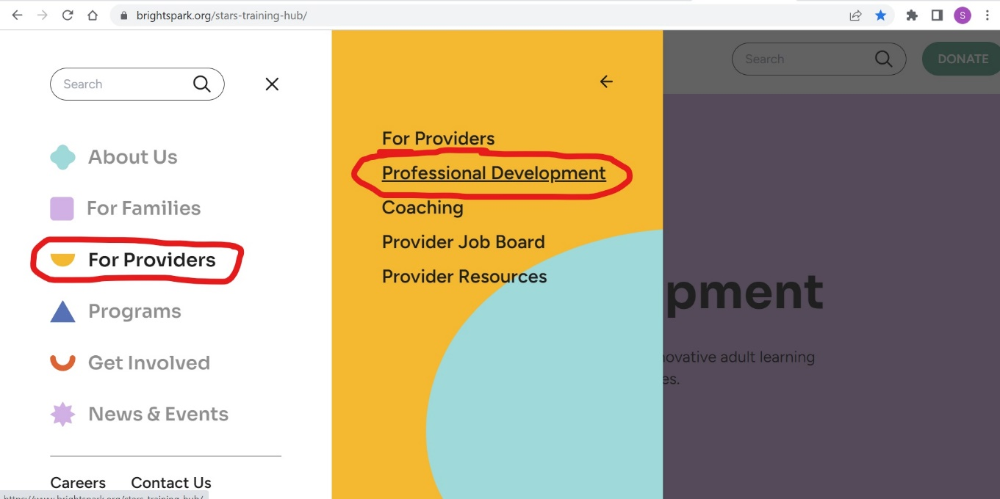 brightspark.org/stars-training-hub/
S
Search
About Us
For Families
For Providers
Programs
Get Involved
News & Events
Careers Contact Us
https://www.brightspark.org/stars-training-hub/
For Providers
Professional Development
Coaching
Provider Job Board
Provider Resources
Search
DONATE
pment
novative adult learning
es.